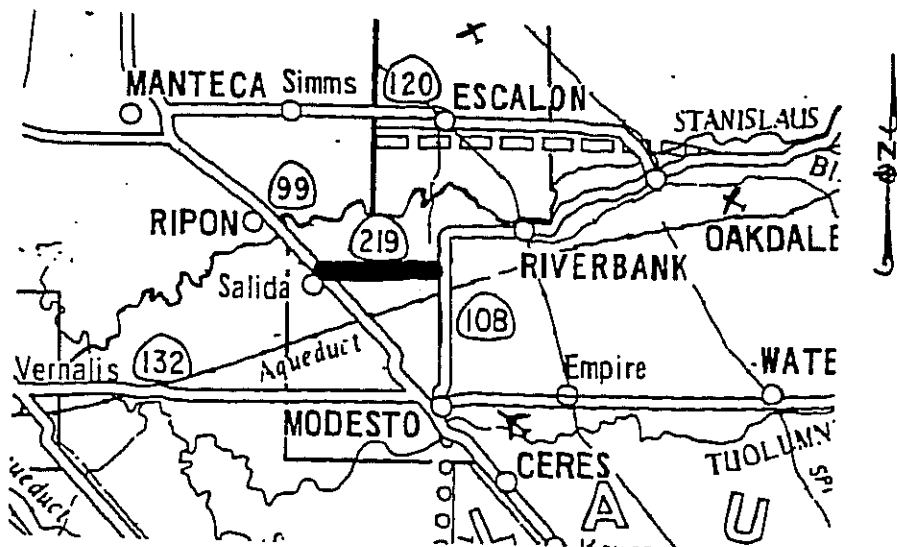 MANTECA
Simms
120
ESCALON
STANISLAUS
99
N
RIPON
219
OAKDALE
RIVERBANK
Salida
108
Aqueduct
Vernalis
132
Empire
WATE
MODESTO
TUOLUMN
CERES
A
U